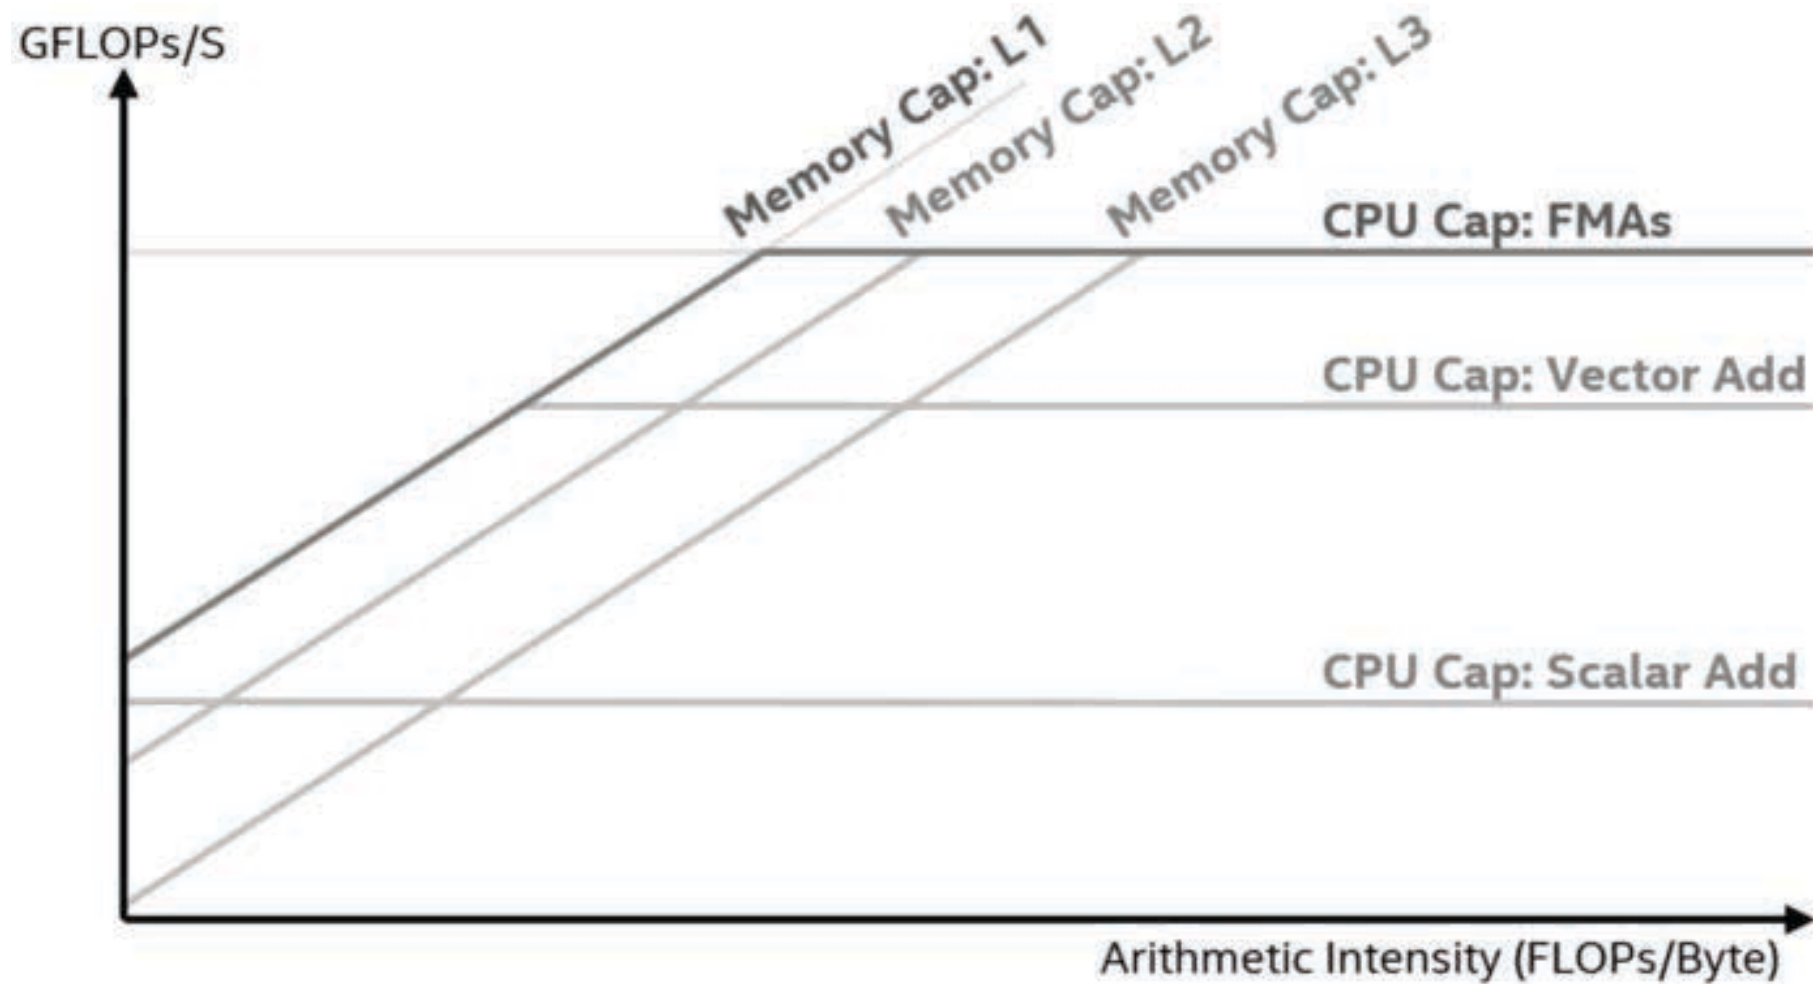 GFLOPs/S
Memory Cap: L1
Memory Cap: L2
Memory Cap: L3
CPU Cap: FMAs
CPU Cap: Vector Add
CPU Cap: Scalar Add
Arithmetic Intensity (FLOPs/Byte)